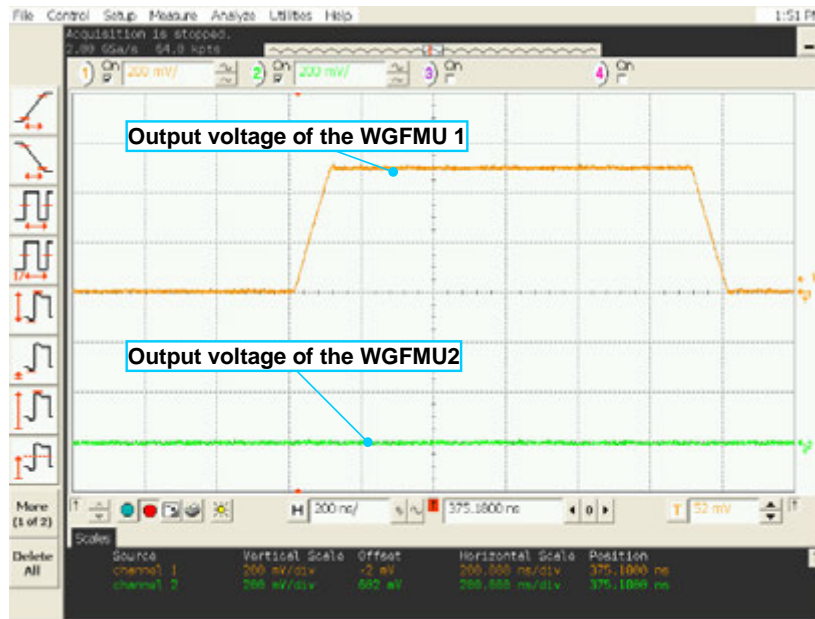 File Control Setup Measure Analyze Utilities Help 1:51 PM
Acquisition is stopped.
2.00 GSa/s 64.0 kpts
1) On 200 mV/ 2) On 200 mV/ 3) On 4) On
Output voltage of the WGFMU 1
Output voltage of the WGFMU2
More
(1 of 2)
Delete
All
H 200 ns/ 375.1800 ns 0 T 52 mV
Scales
Source Vertical Scale Offset Horizontal Scale Position
channel 1 200 mV/div -2 mV 200.000 ns/div 375.1800 ns
channel 2 200 mV/div 602 mV 200.000 ns/div 375.1800 ns